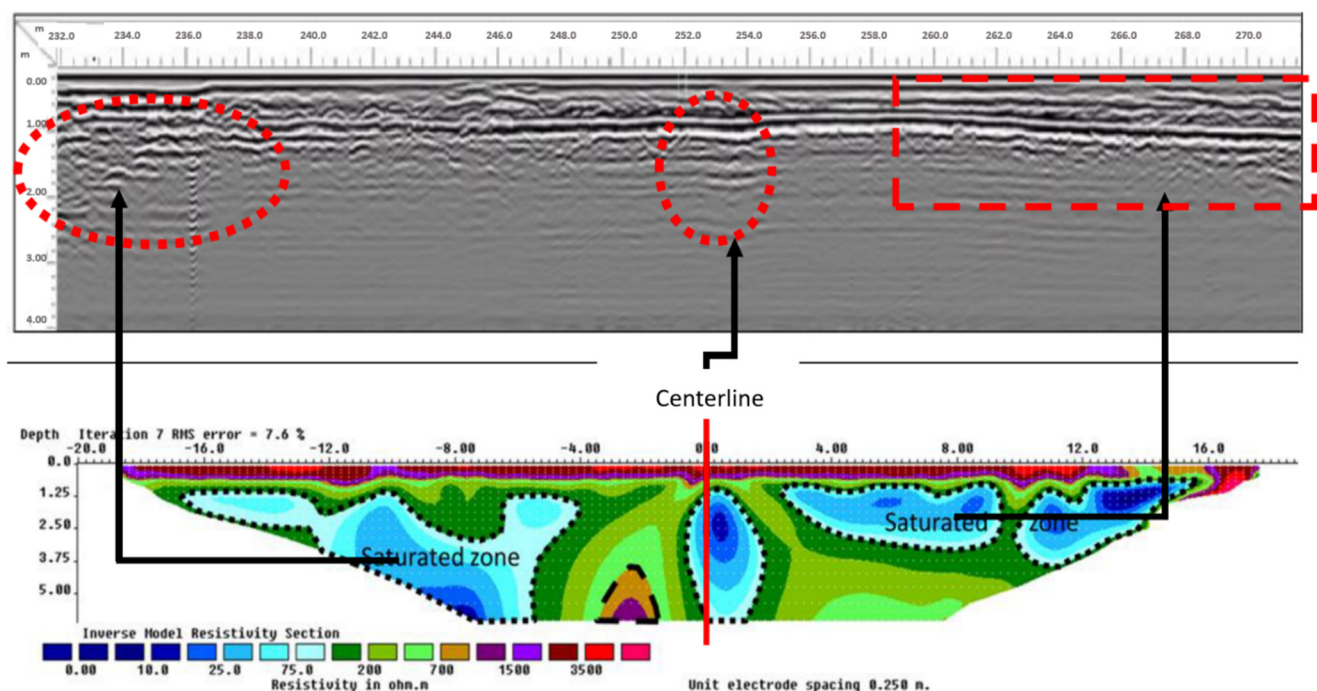 m
232.0 234.0 236.0 238.0 240.0 242.0 244.0 246.0 248.0 250.0 252.0 254.0 256.0 258.0 260.0 262.0 264.0 266.0 268.0 270.0
m
0.00
1.00
2.00
3.00
4.00
Centerline
Depth Iteration 7 RMS error = 7.6 %
-20.0 -16.0 -12.0 -8.00 -4.00 0.0 4.00 8.00 12.0 16.0
0.0
1.25
2.50
3.75
5.00
Saturated zone
Saturated zone
Inverse Model Resistivity Section
0.00 10.0 25.0 75.0 200 700 1500 3500
Resistivity in ohm.m
Unit electrode spacing 0.250 m.